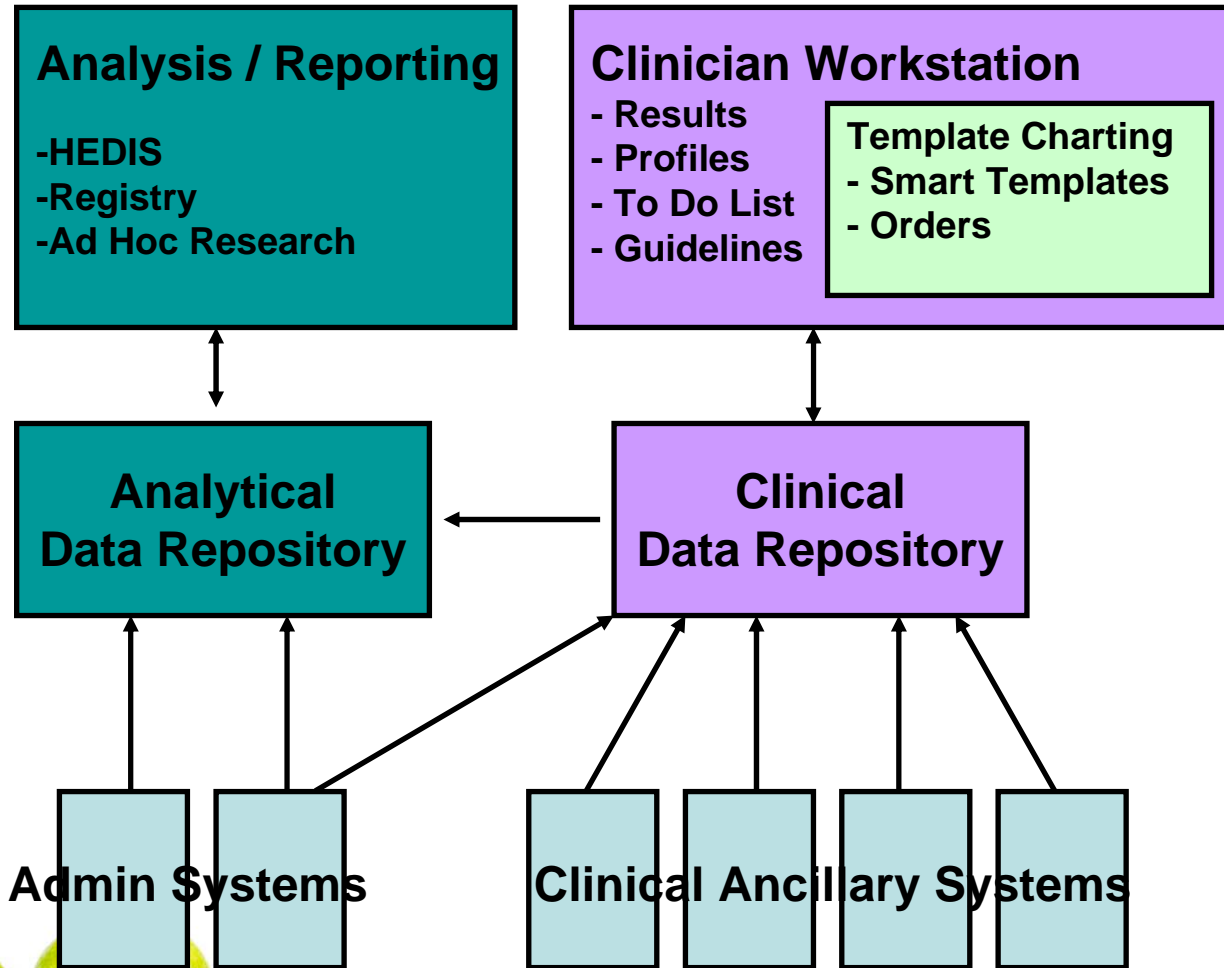 Analysis / Reporting
-HEDIS
-Registry
-Ad Hoc Research
Clinician Workstation
- Results
- Profiles
- To Do List
- Guidelines
Template Charting
- Smart Templates
- Orders
Analytical
Data Repository
Clinical
Data Repository
Admin Systems
Clinical Ancillary Systems